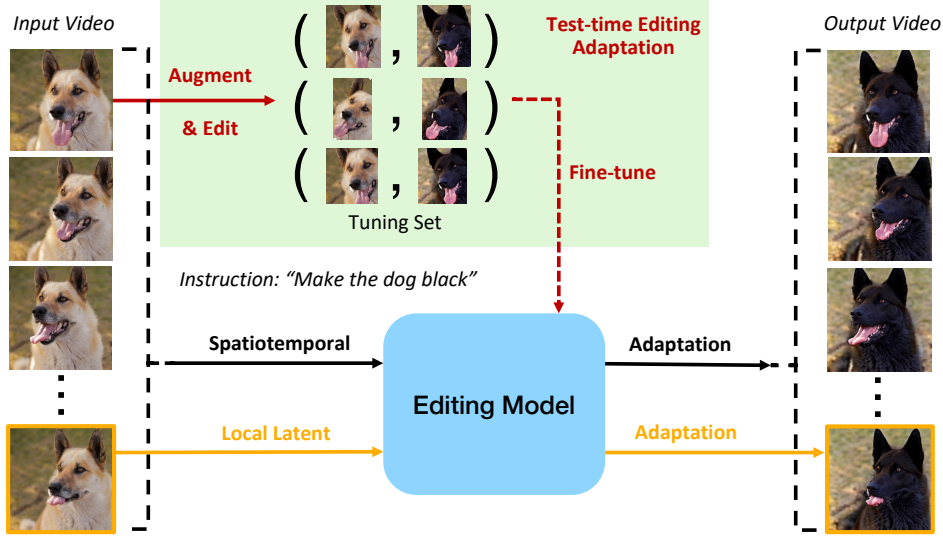 Input Video
Output Video
( , )
Test-time Editing
Adaptation
Augment
& Edit
( , )
Fine-tune
( , )
Tuning Set
Instruction: “Make the dog black”
Spatiotemporal
Adaptation
Editing Model
Local Latent
Adaptation